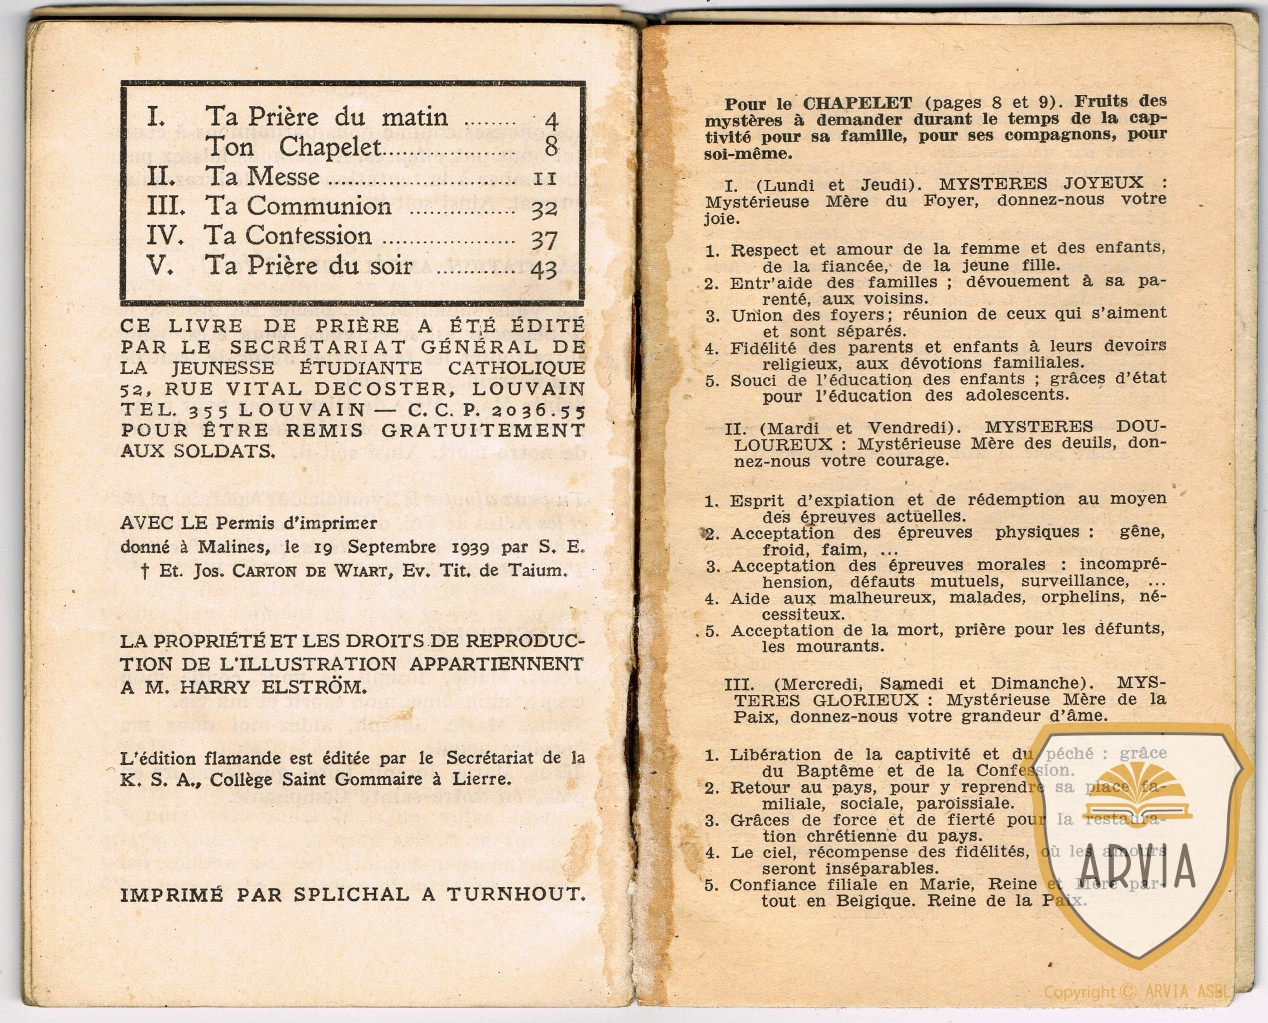 I. Ta Prière du matin ........ 4
Ton Chapelet.................... 8
II. Ta Messe ............................ 11
III. Ta Communion ................ 32
IV. Ta Confession .................... 37
V. Ta Prière du soir ............ 43
CE LIVRE DE PRIÈRE A ÉTÉ ÉDITÉ
PAR LE SECRÉTARIAT GÉNÉRAL DE
LA JEUNESSE ÉTUDIANTE CATHOLIQUE
52, RUE VITAL DECOSTER, LOUVAIN
TEL. 355 LOUVAIN — C. C. P. 2036.55
POUR ÊTRE REMIS GRATUITEMENT
AUX SOLDATS.
AVEC LE Permis d'imprimer
donné à Malines, le 19 Septembre 1939 par S. E.
† Et. Jos. CARTON DE WIART, Ev. Tit. de Taium.
LA PROPRIÉTÉ ET LES DROITS DE REPRODUC-
TION DE L'ILLUSTRATION APPARTIENNENT
A M. HARRY ELSTRÖM.
L'édition flamande est éditée par le Secrétariat de la
K. S. A., Collège Saint Gommaire à Lierre.
IMPRIMÉ PAR SPLICHAL A TURNHOUT.
Pour le CHAPELET (pages 8 et 9). Fruits des
mystères à demander durant le temps de la cap-
tivité pour sa famille, pour ses compagnons, pour
soi-même.
I. (Lundi et Jeudi). MYSTERES JOYEUX :
Mystérieuse Mère du Foyer, donnez-nous votre
joie.
1. Respect et amour de la femme et des enfants,
de la fiancée, de la jeune fille.
2. Entr'aide des familles ; dévouement à sa pa-
renté, aux voisins.
3. Union des foyers; réunion de ceux qui s'aiment
et sont séparés.
4. Fidélité des parents et enfants à leurs devoirs
religieux, aux dévotions familiales.
5. Souci de l'éducation des enfants ; grâces d'état
pour l'éducation des adolescents.
II. (Mardi et Vendredi). MYSTERES DOU-
LOUREUX : Mystérieuse Mère des deuils, don-
nez-nous votre courage.
1. Esprit d'expiation et de rédemption au moyen
des épreuves actuelles.
2. Acceptation des épreuves physiques : gêne,
froid, faim, ...
3. Acceptation des épreuves morales : incompré-
hension, défauts mutuels, surveillance, ...
4. Aide aux malheureux, malades, orphelins, né-
cessiteux.
5. Acceptation de la mort, prière pour les défunts,
les mourants.
III. (Mercredi, Samedi et Dimanche). MYS-
TERES GLORIEUX : Mystérieuse Mère de la
Paix, donnez-nous votre grandeur d'âme.
1. Libération de la captivité et du péché : grâce
du Baptême et de la Confession.
2. Retour au pays, pour y reprendre sa place fa-
miliale, sociale, paroissiale.
3. Grâces de force et de fierté pour la restaura-
tion chrétienne du pays.
4. Le ciel, récompense des fidélités, où les amours
seront inséparables.
5. Confiance filiale en Marie, Reine et Mère par-
tout en Belgique. Reine de la Paix.
ARVIA
Copyright © ARVIA ASBL